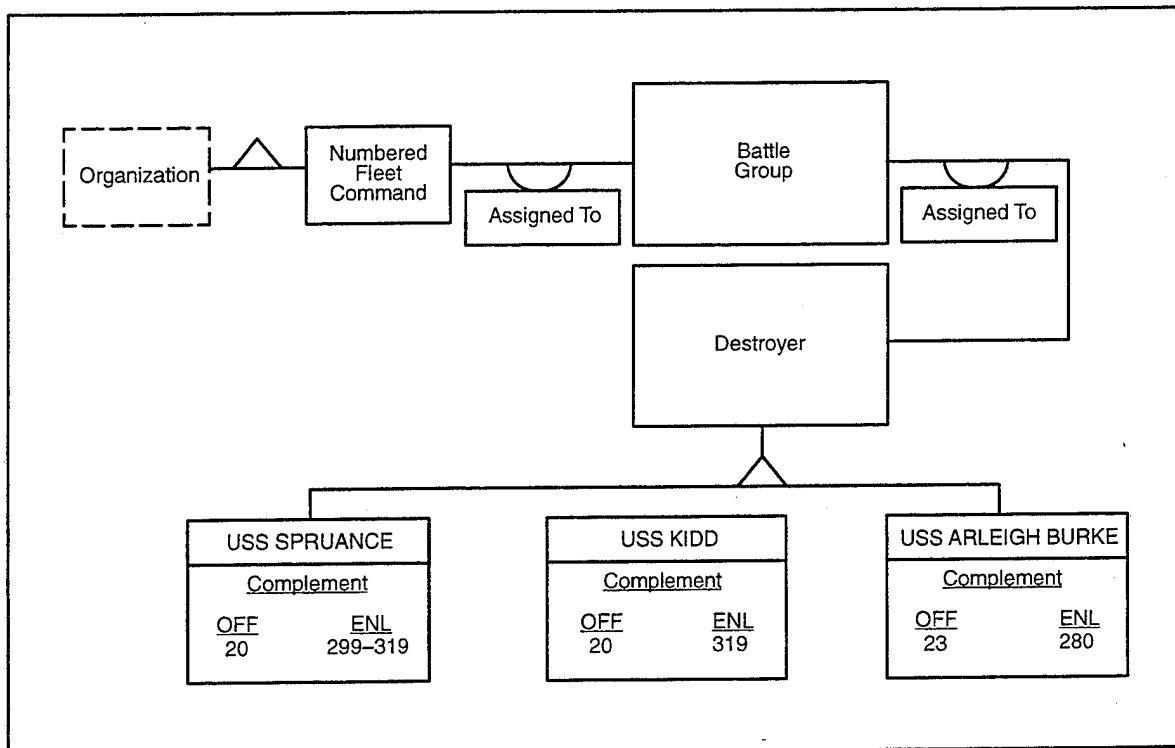 Organization
Numbered
Fleet
Command
Assigned To
Battle
Group
Assigned To
Destroyer
USS SPRUANCE
Complement
OFF ENL
20 299–319
USS KIDD
Complement
OFF ENL
20 319
USS ARLEIGH BURKE
Complement
OFF ENL
23 280